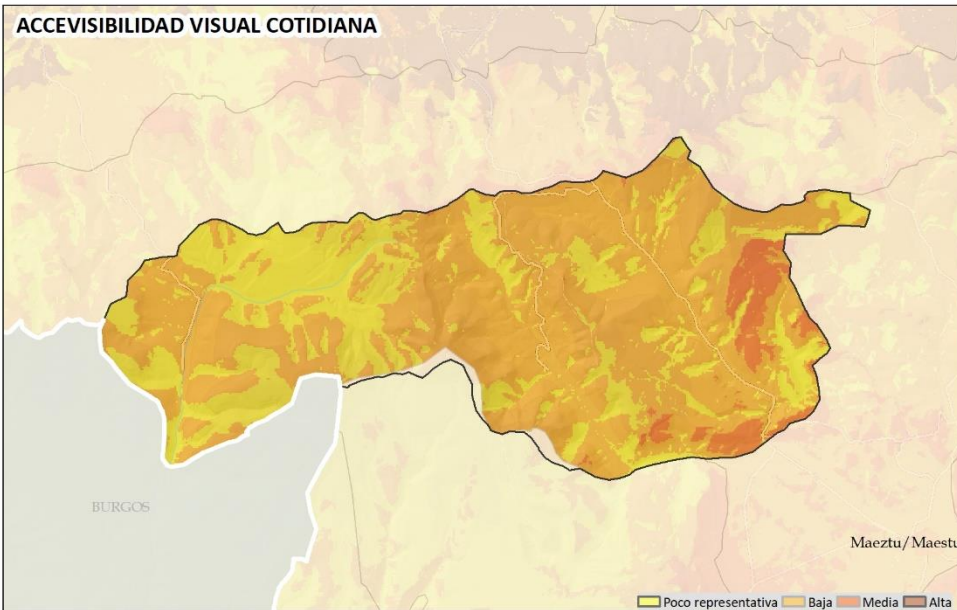 ACCEVISIBILIDAD VISUAL COTIDIANA
BURGOS
Maeztu/Maestu
Poco representativa Baja Media Alta